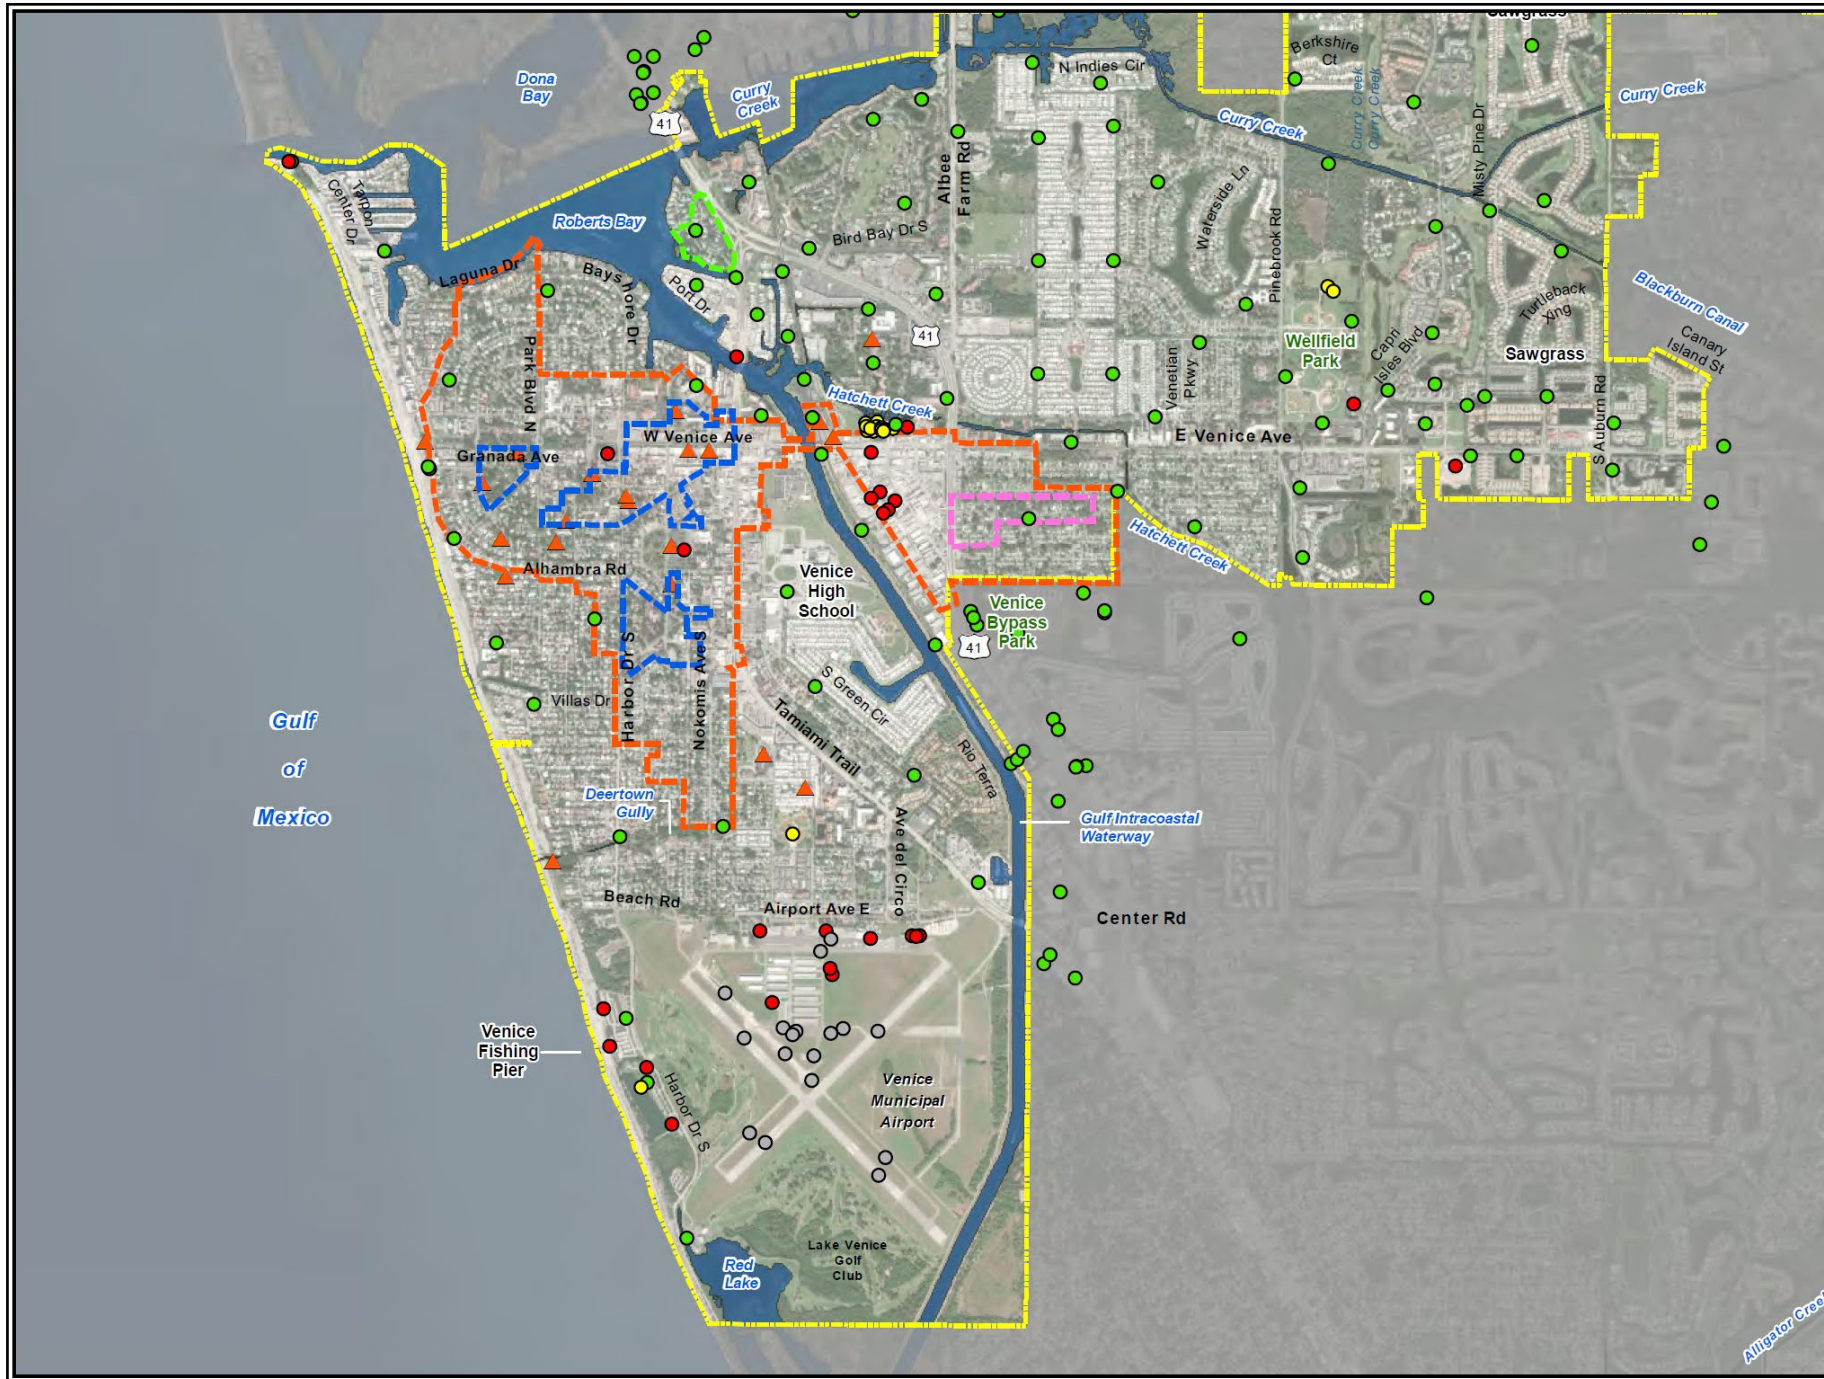 Sawgrass
Berkshire
Ct
N Indies Cir
Dona
Bay
Curry
Creek
41
Curry Creek
Curry Creek
Curry Creek
Curry Creek
Misty Pine Dr
Albee
Farm Rd
Tarpon
Center Dr
Roberts Bay
Bird Bay Dr S
Waterside Ln
Pinebrook Rd
Laguna Dr
Bayshore Dr
Port Dr
Turtleback
Xing
Blackburn Canal
Canary
Island St
41
Wellfield
Park
Capri
Isles Blvd
Sawgrass
Park Blvd N
Venetian
Pkwy
Hatchett Creek
W Venice Ave
E Venice Ave
S Auburn Rd
Granada Ave
Hatchett Creek
Alhambra Rd
Venice
High
School
Venice
Bypass
Park
41
Harbor Dr S
Nokomis Ave S
Villas Dr
S Green Cir
Tamiami Trail
Rio Terra
Gulf
of
Mexico
Deertown
Gully
Gulf Intracoastal
Waterway
Ave del Circo
Beach Rd
Airport Ave E
Center Rd
Venice
Fishing
Pier
Harbor Dr S
Venice
Municipal
Airport
Lake Venice
Golf
Club
Red
Lake
Alligator Creek